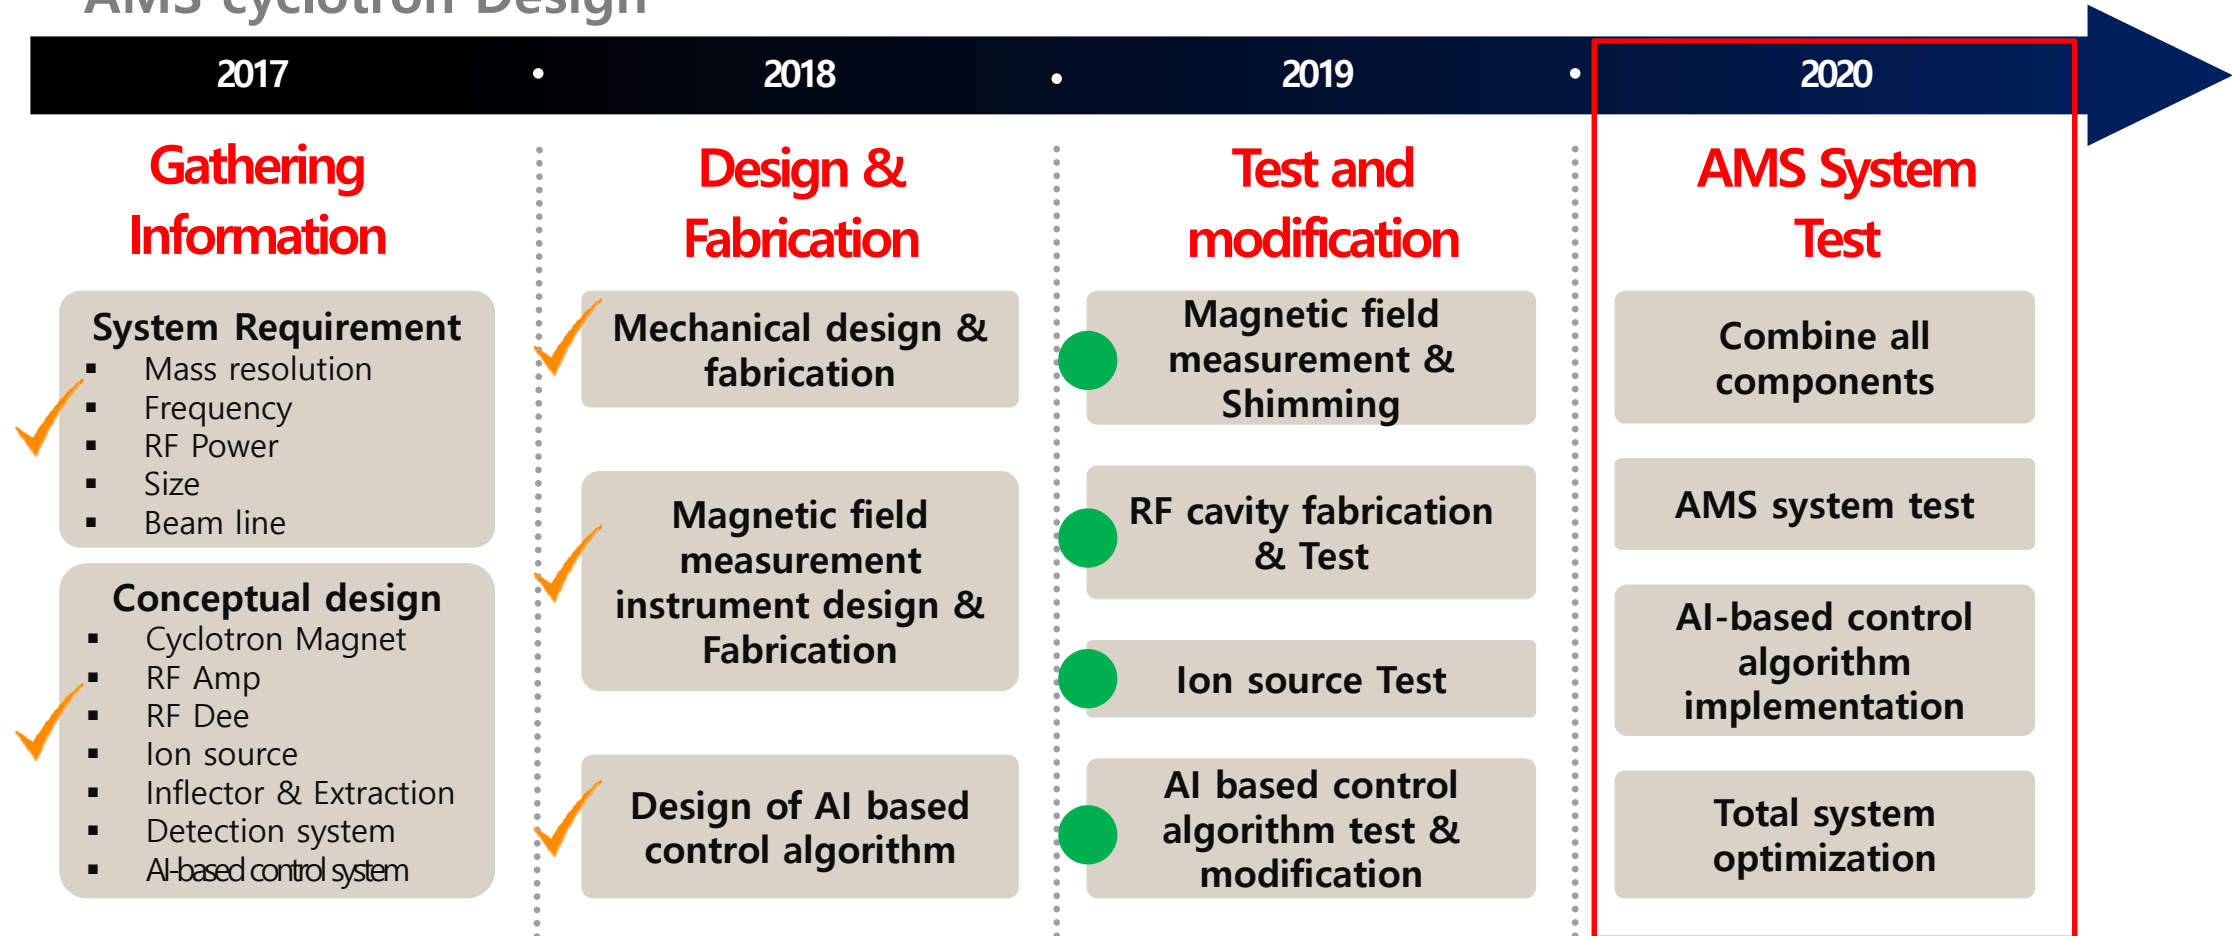 AMS cyclotron Design
2017
2018
2019
2020
Gathering
Information
System Requirement
▪ Mass resolution
▪ Frequency
▪ RF Power
▪ Size
▪ Beam line
Conceptual design
▪ Cyclotron Magnet
▪ RF Amp
▪ RF Dee
▪ Ion source
▪ Inflector & Extraction
▪ Detection system
▪ AI-based control system
Design &
Fabrication
Mechanical design &
fabrication
Magnetic field
measurement
instrument design &
Fabrication
Design of AI based
control algorithm
Test and
modification
Magnetic field
measurement &
Shimming
RF cavity fabrication
& Test
Ion source Test
AI based control
algorithm test &
modification
AMS System
Test
Combine all
components
AMS system test
AI-based control
algorithm
implementation
Total system
optimization